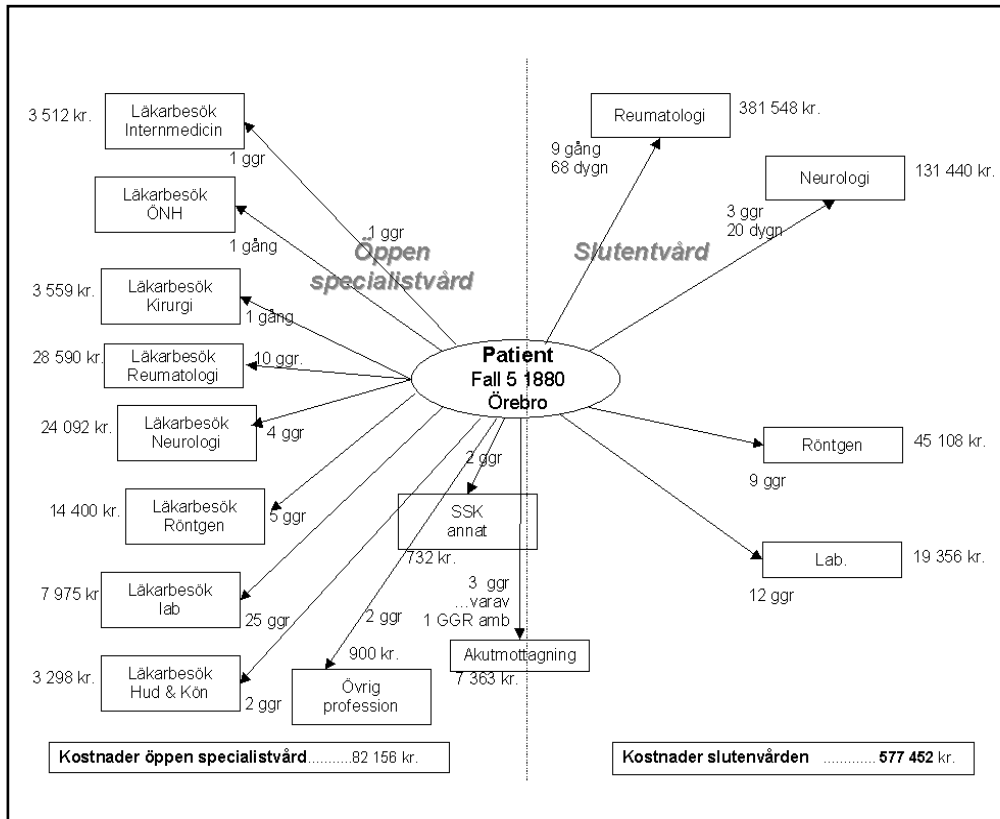 3 512 kr.
Läkarbesök
Internmedicin
1 ggr
Läkarbesök
ÖNH
1 gång
1 ggr
Öppen
specialistvård
3 559 kr.
Läkarbesök
Kirurgi
1 gång
28 590 kr.
Läkarbesök
Reumatologi
10 ggr.
24 092 kr.
Läkarbesök
Neurologi
4 ggr
14 400 kr.
Läkarbesök
Röntgen
5 ggr
7 975 kr
Läkarbesök
lab
25 ggr
3 298 kr.
Läkarbesök
Hud & Kön
2 ggr
Patient
Fall 5 1880
Örebro
2 ggr
SSK
annat
732 kr.
2 ggr
900 kr.
Övrig
profession
3 ggr
...varav
1 GGR amb
Akutmottagning
7 363 kr.
Slutentvård
Reumatologi
381 548 kr.
9 gång
68 dygn
Neurologi
131 440 kr.
3 ggr
20 dygn
Röntgen
45 108 kr.
9 ggr
Lab.
19 356 kr.
12 ggr
Kostnader öppen specialistvård..........82 156 kr.
Kostnader slutenvården ............. 577 452 kr.